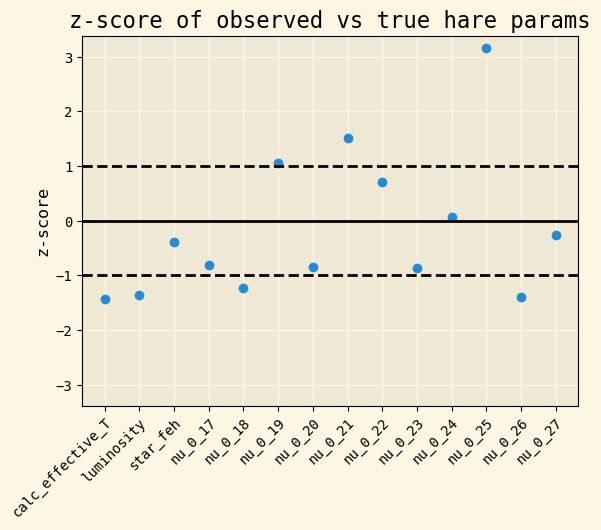 z-score of observed vs true hare params
z-score
3
2
1
0
−1
−2
−3
calc_effective_T
luminosity
star_feh
nu_0_17
nu_0_18
nu_0_19
nu_0_20
nu_0_21
nu_0_22
nu_0_23
nu_0_24
nu_0_25
nu_0_26
nu_0_27